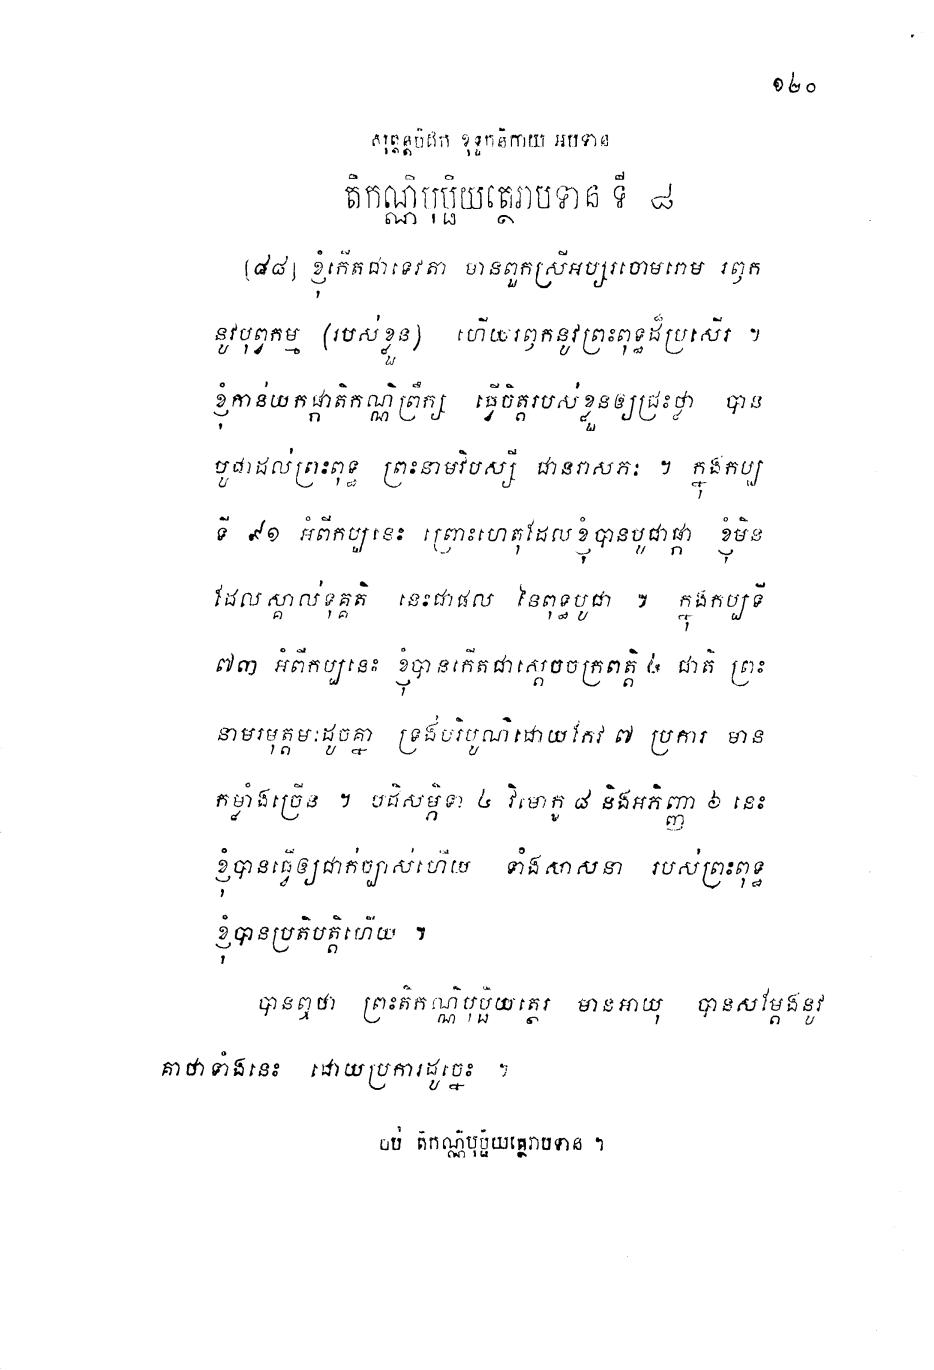 ១២០
សុត្តន្តបិដក ខុទ្ទកនិកាយ អបទាន
តិកណ្ណិបុប្ផិយត្ថេរាបទាន ទី ៨
[៨៨] ខ្ញុំកើតជាទេវតា មានពួកស្រីអប្សរចោមរោម រឭក
នូវបុព្វកម្ម (របស់ខ្លួន) ហើយរឭកនូវព្រះពុទ្ធដ៏ប្រសើរ ។
ខ្ញុំកាន់យកផ្កាតិកណ្ណិព្រឹក្ស ធ្វើចិត្តរបស់ខ្លួនឲ្យជ្រះថ្លា បាន
បូជាដល់ព្រះពុទ្ធ ព្រះនាមវិបស្សី ជានរាសភៈ ។ ក្នុងកប្ប
ទី ៩១ អំពីកប្បនេះ ព្រោះហេតុដែលខ្ញុំបានបូជាផ្កា ខ្ញុំមិន
ដែលស្គាល់ទុគ្គតិ នេះជាផល នៃពុទ្ធបូជា ។ ក្នុងកប្បទី
៧៣ អំពីកប្បនេះ ខ្ញុំបានកើតជាស្តេចចក្រពត្តិ ៤ ជាតិ ព្រះ
នាមរមុត្តមៈដូចគ្នា ទ្រង់បរិបូណ៌ដោយកែវ ៧ ប្រការ មាន
កម្លាំងច្រើន ។ បដិសម្ភិទា ៤ វិមោក្ខ ៨ និងអភិញ្ញា ៦ នេះ
ខ្ញុំបានធ្វើឲ្យជាក់ច្បាស់ហើយ ទាំងសាសនា របស់ព្រះពុទ្ធ
ខ្ញុំបានប្រតិបត្តិហើយ ។
បានឮថា ព្រះតិកណ្ណិបុប្ផិយត្ថេរ មានអាយុ បានសម្តែងនូវ
គាថាទាំងនេះ ដោយប្រការដូច្នេះ ។
ចប់ តិកណ្ណិបុប្ផិយត្ថេរាបទាន ។